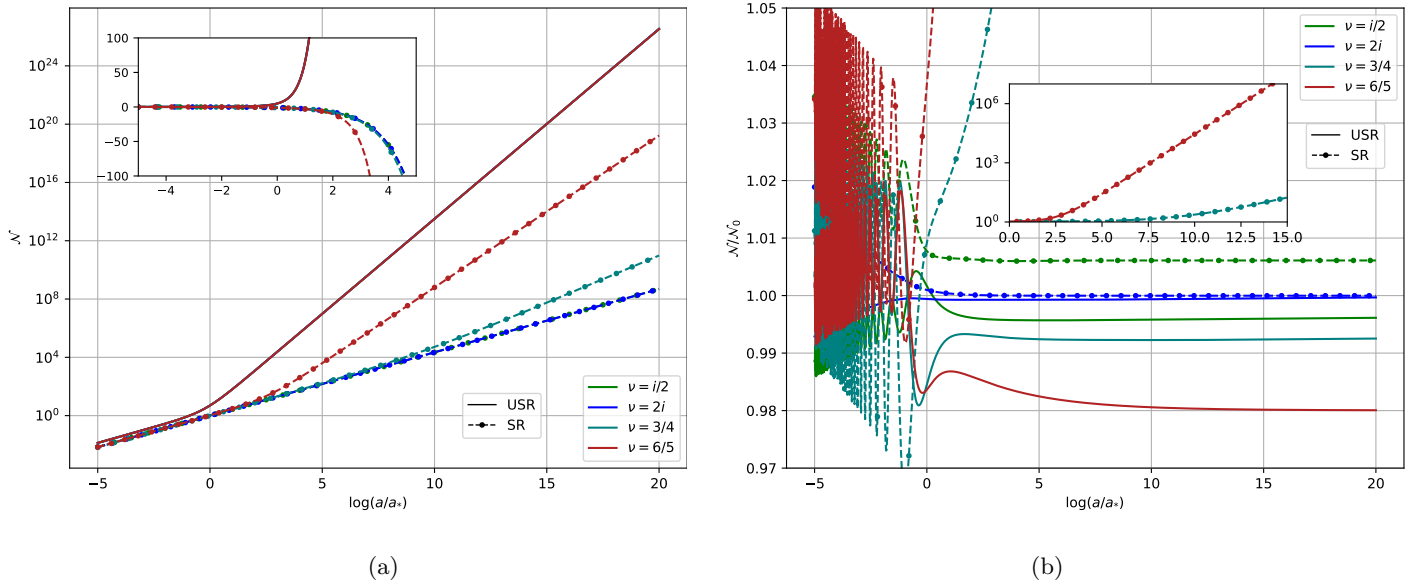 𝒩
10^24
10^20
10^16
10^12
10^8
10^4
10^0
100
50
0
−50
−100
−4 −2 0 2 4
USR
SR
ν = i/2
ν = 2i
ν = 3/4
ν = 6/5
−5 0 5 10 15 20
log(a/a*)
(a)
𝒩/𝒩0
1.05
1.04
1.03
1.02
1.01
1.00
0.99
0.98
0.97
ν = i/2
ν = 2i
ν = 3/4
ν = 6/5
USR
SR
10^6
10^3
10^0
0.0 2.5 5.0 7.5 10.0 12.5 15.0
−5 0 5 10 15 20
log(a/a*)
(b)